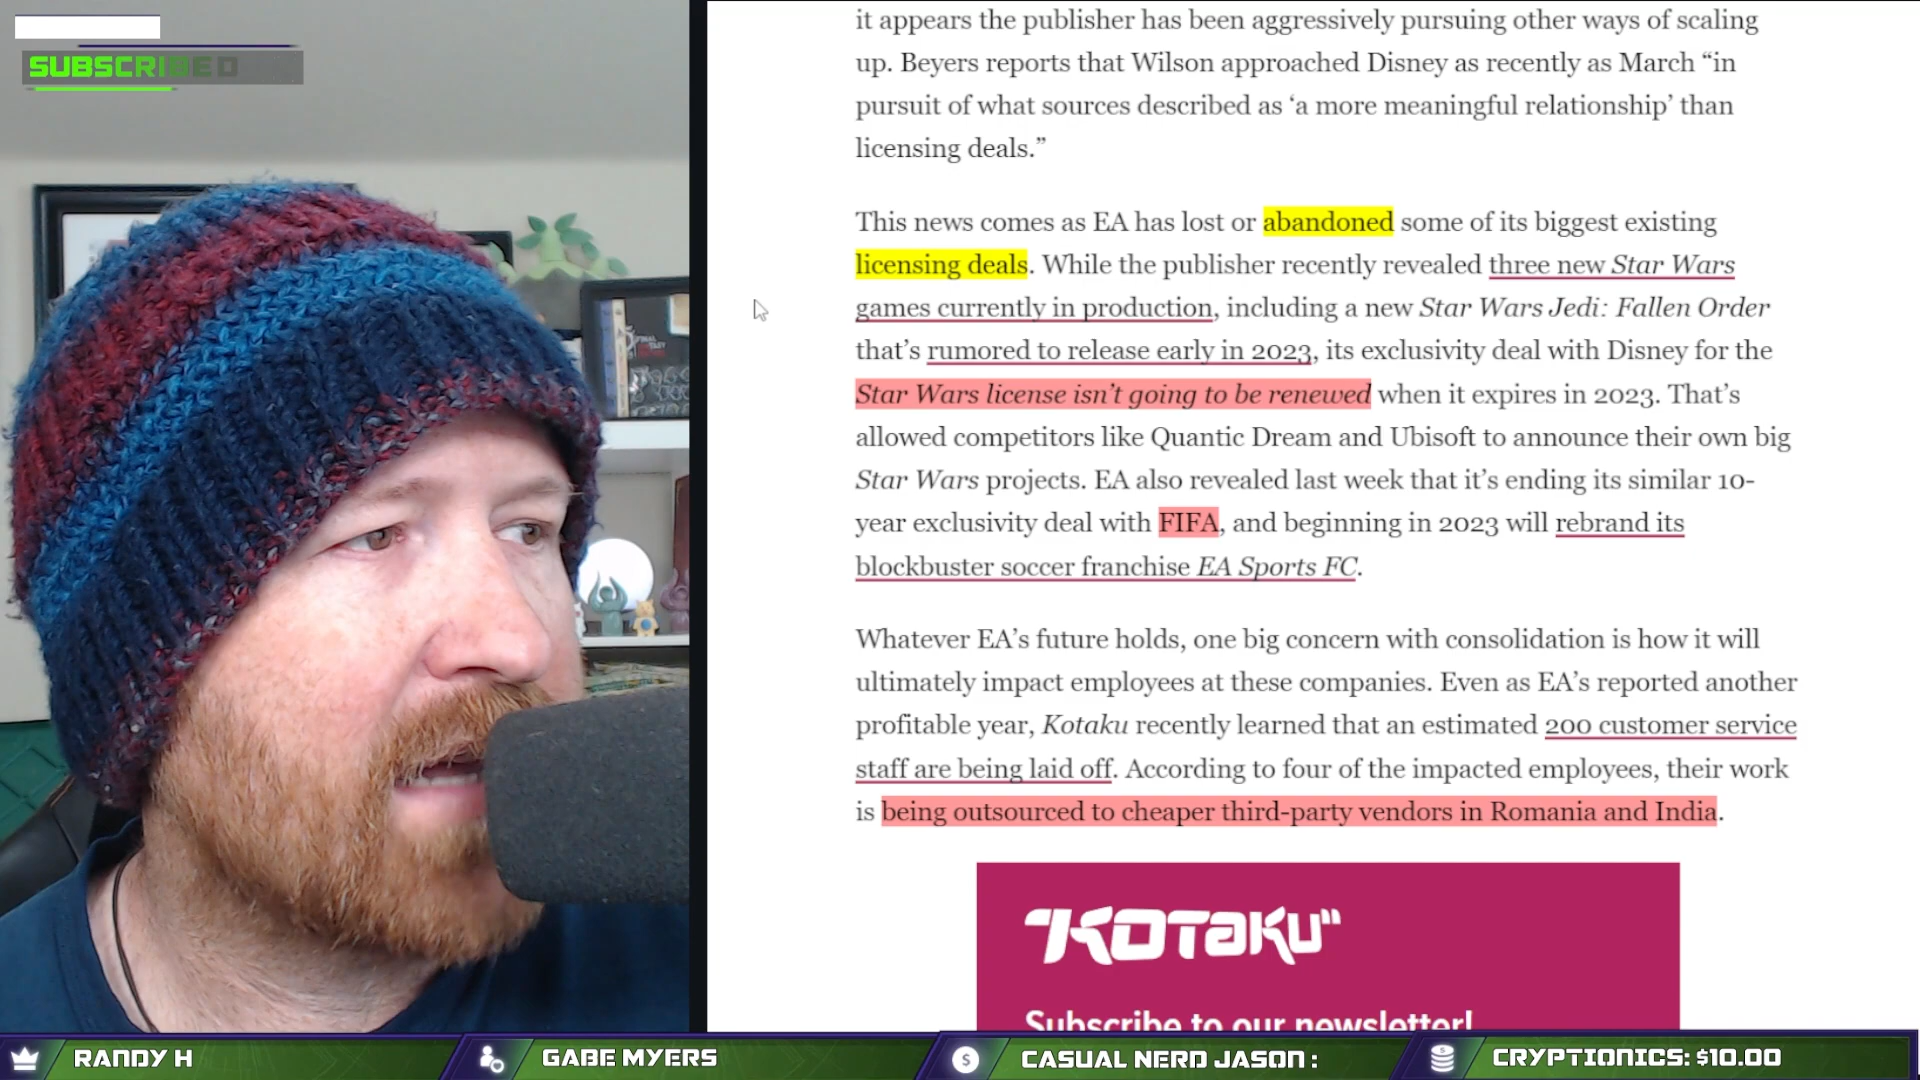 SUBSCRIBED
it appears the publisher has been aggressively pursuing other ways of scaling
up. Beyers reports that Wilson approached Disney as recently as March “in
pursuit of what sources described as ‘a more meaningful relationship’ than
licensing deals.”
This news comes as EA has lost or abandoned some of its biggest existing
licensing deals. While the publisher recently revealed three new Star Wars
games currently in production, including a new Star Wars Jedi: Fallen Order
that’s rumored to release early in 2023, its exclusivity deal with Disney for the
Star Wars license isn’t going to be renewed when it expires in 2023. That’s
allowed competitors like Quantic Dream and Ubisoft to announce their own big
Star Wars projects. EA also revealed last week that it’s ending its similar 10-
year exclusivity deal with FIFA, and beginning in 2023 will rebrand its
blockbuster soccer franchise EA Sports FC.
Whatever EA’s future holds, one big concern with consolidation is how it will
ultimately impact employees at these companies. Even as EA’s reported another
profitable year, Kotaku recently learned that an estimated 200 customer service
staff are being laid off. According to four of the impacted employees, their work
is being outsourced to cheaper third-party vendors in Romania and India.
"KOTAKU"
Subscribe to our newsletter!
RANDY H
GABE MYERS
CASUAL NERD JASON :
CRYPTIONICS: $10.00